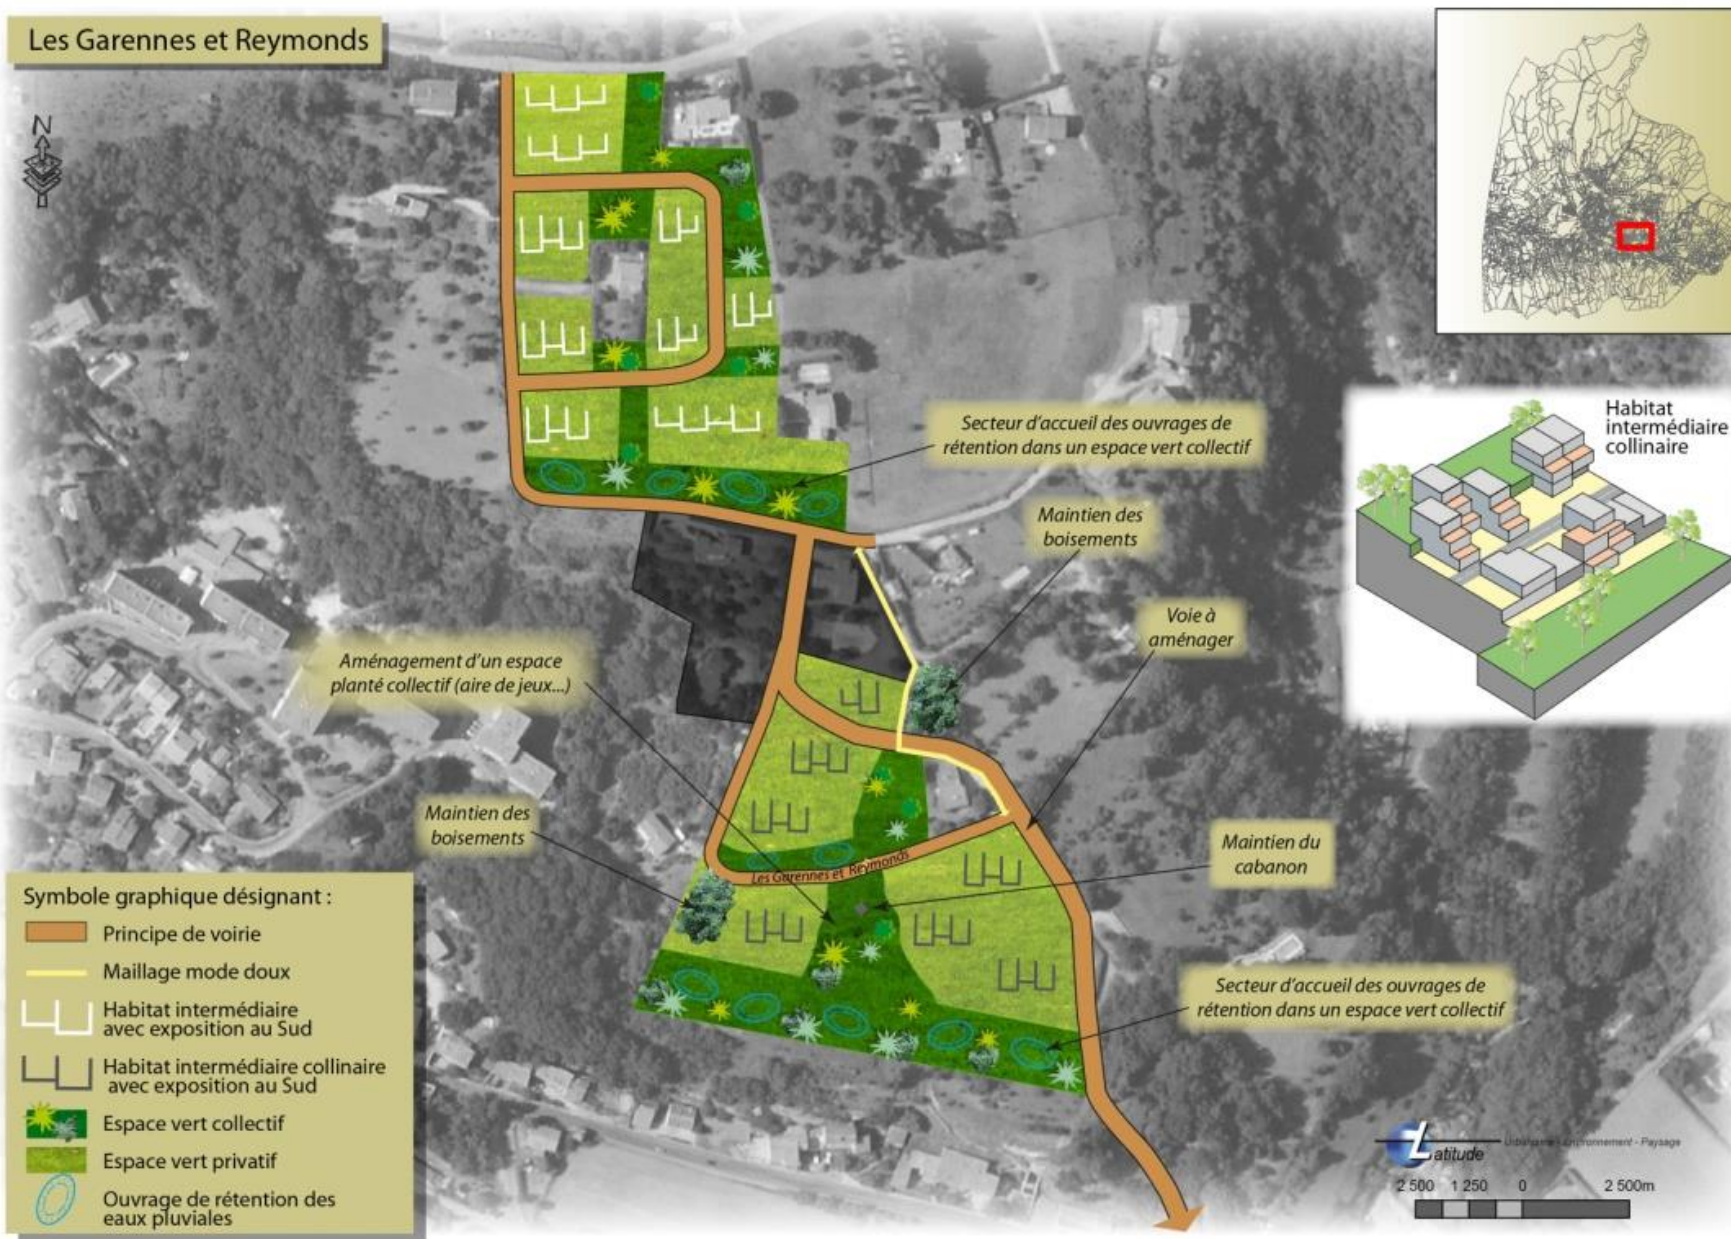 Les Garennes et Reymonds
N
Habitat
intermédiaire
collinaire
Secteur d'accueil des ouvrages de
rétention dans un espace vert collectif
Maintien des
boisements
Voie à
aménager
Aménagement d'un espace
planté collectif (aire de jeux...)
Maintien des
boisements
Maintien du
cabanon
Les Garennes et Reymonds
Secteur d'accueil des ouvrages de
rétention dans un espace vert collectif
Symbole graphique désignant :
Principe de voirie
Maillage mode doux
Habitat intermédiaire
avec exposition au Sud
Habitat intermédiaire collinaire
avec exposition au Sud
Espace vert collectif
Espace vert privatif
Ouvrage de rétention des
eaux pluviales
Latitude
Urbanisme - Environnement - Paysage
2 500 1 250 0 2 500m